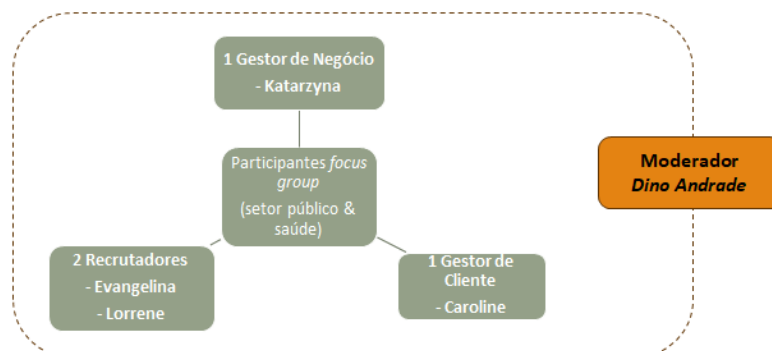 1 Gestor de Negócio
- Katarzyna
Participantes focus
group
(setor público &
saúde)
Moderador
Dino Andrade
2 Recrutadores
- Evangelina
- Lorrene
1 Gestor de
Cliente
- Caroline